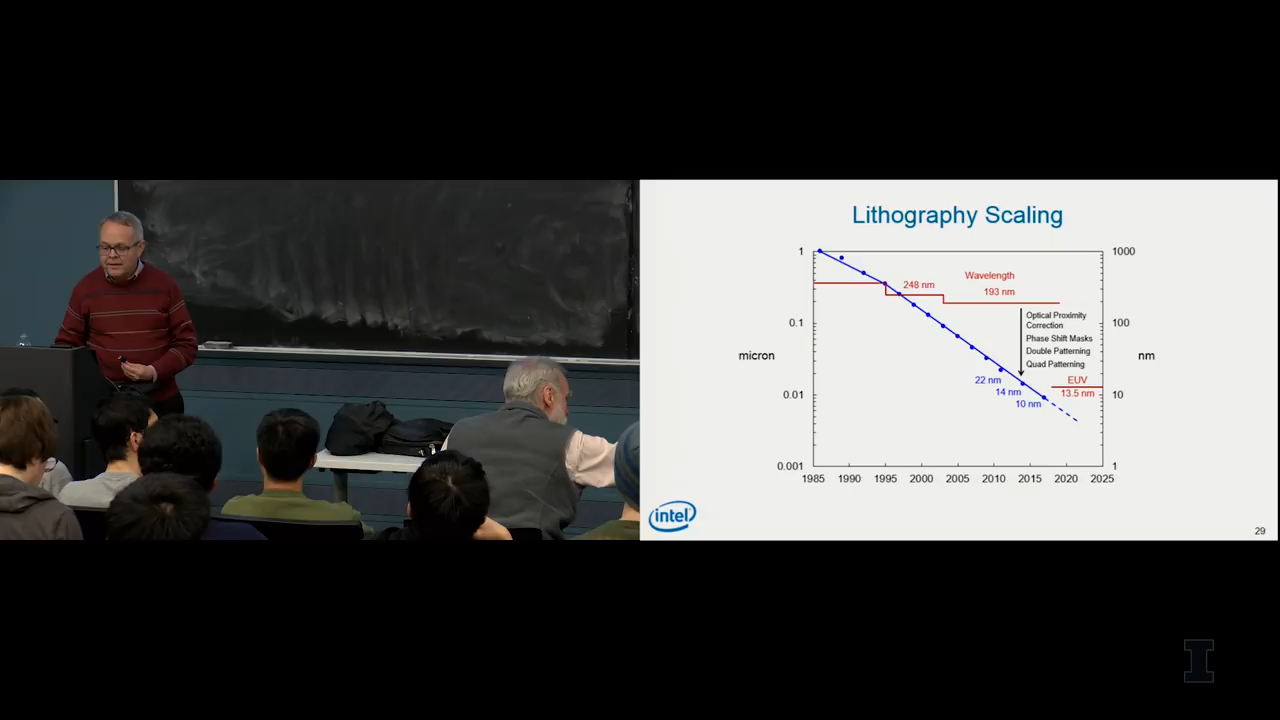 Lithography Scaling
1
1000
Wavelength
248 nm
193 nm
Optical Proximity
Correction
0.1
100
Phase Shift Masks
Double Patterning
Quad Patterning
micron
nm
22 nm
EUV
14 nm
13.5 nm
0.01
10
10 nm
0.001
1
1985 1990 1995 2000 2005 2010 2015 2020 2025
intel
29
I